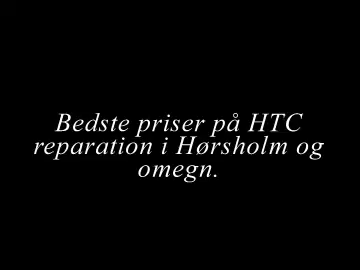 Bedste priser på HTC
reparation i Hørsholm og
omegn.